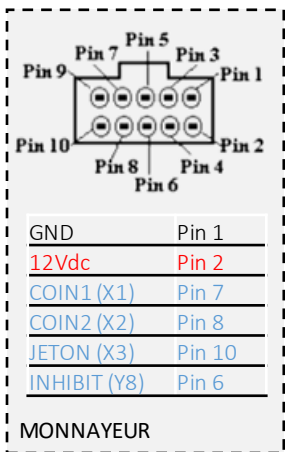 Pin 5
Pin 7 Pin 3
Pin 9 Pin 1
Pin 10 Pin 2
Pin 8 Pin 4
Pin 6
GND Pin 1
12Vdc Pin 2
COIN1 (X1) Pin 7
COIN2 (X2) Pin 8
JETON (X3) Pin 10
INHIBIT (Y8) Pin 6
MONNAYEUR